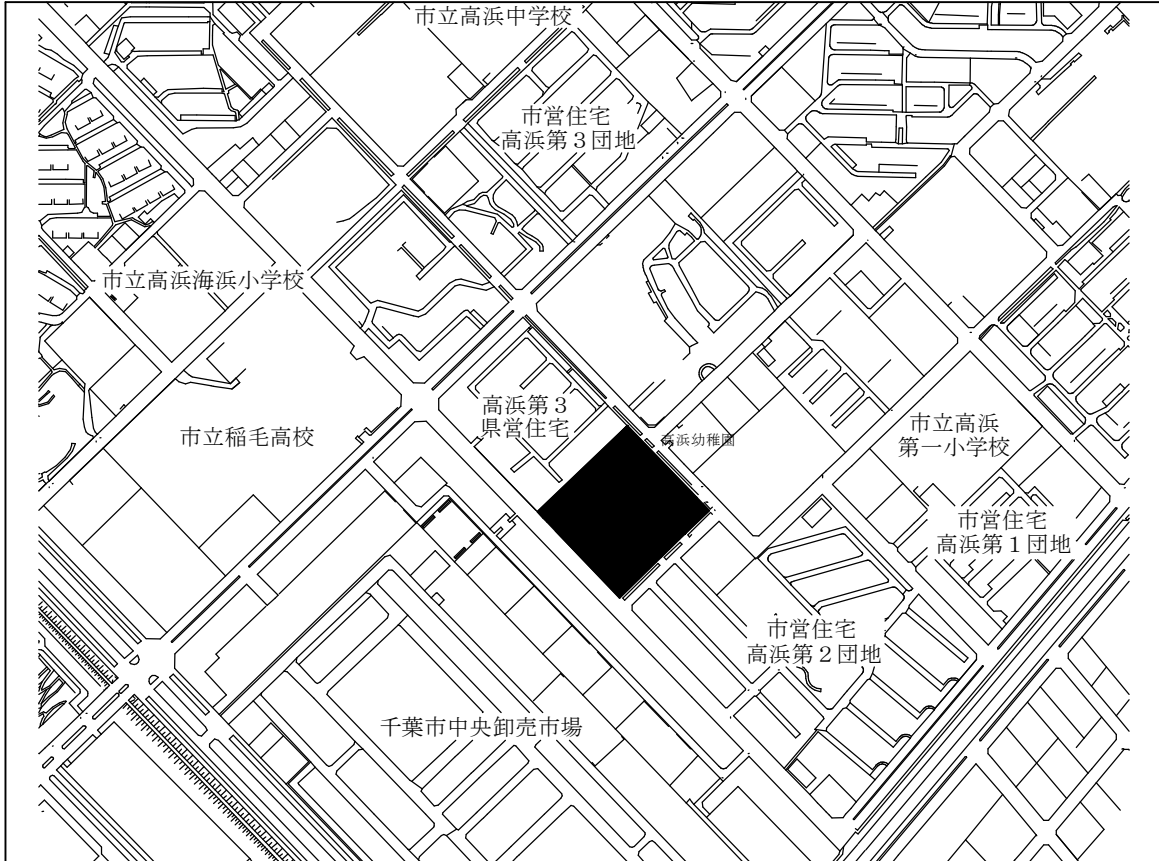 市立高浜中学校
市営住宅
高浜第３団地
市立高浜海浜小学校
高浜第３
県営住宅
市立稲毛高校
高浜幼稚園
市立高浜
第一小学校
市営住宅
高浜第１団地
市営住宅
高浜第２団地
千葉市中央卸売市場